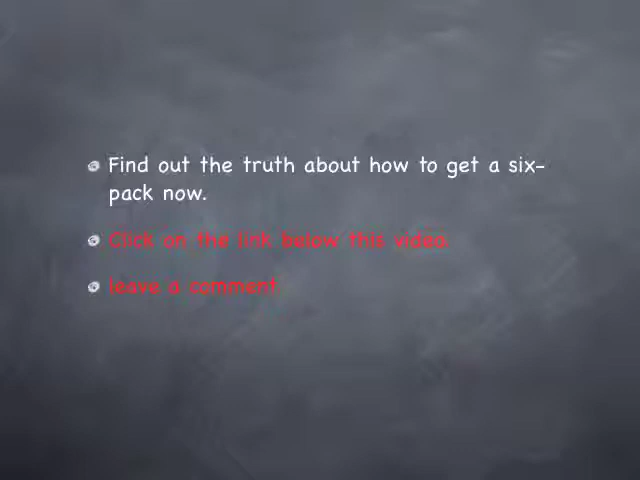 Find out the truth about how to get a six-
pack now.
Click on the link below this video.
leave a comment.